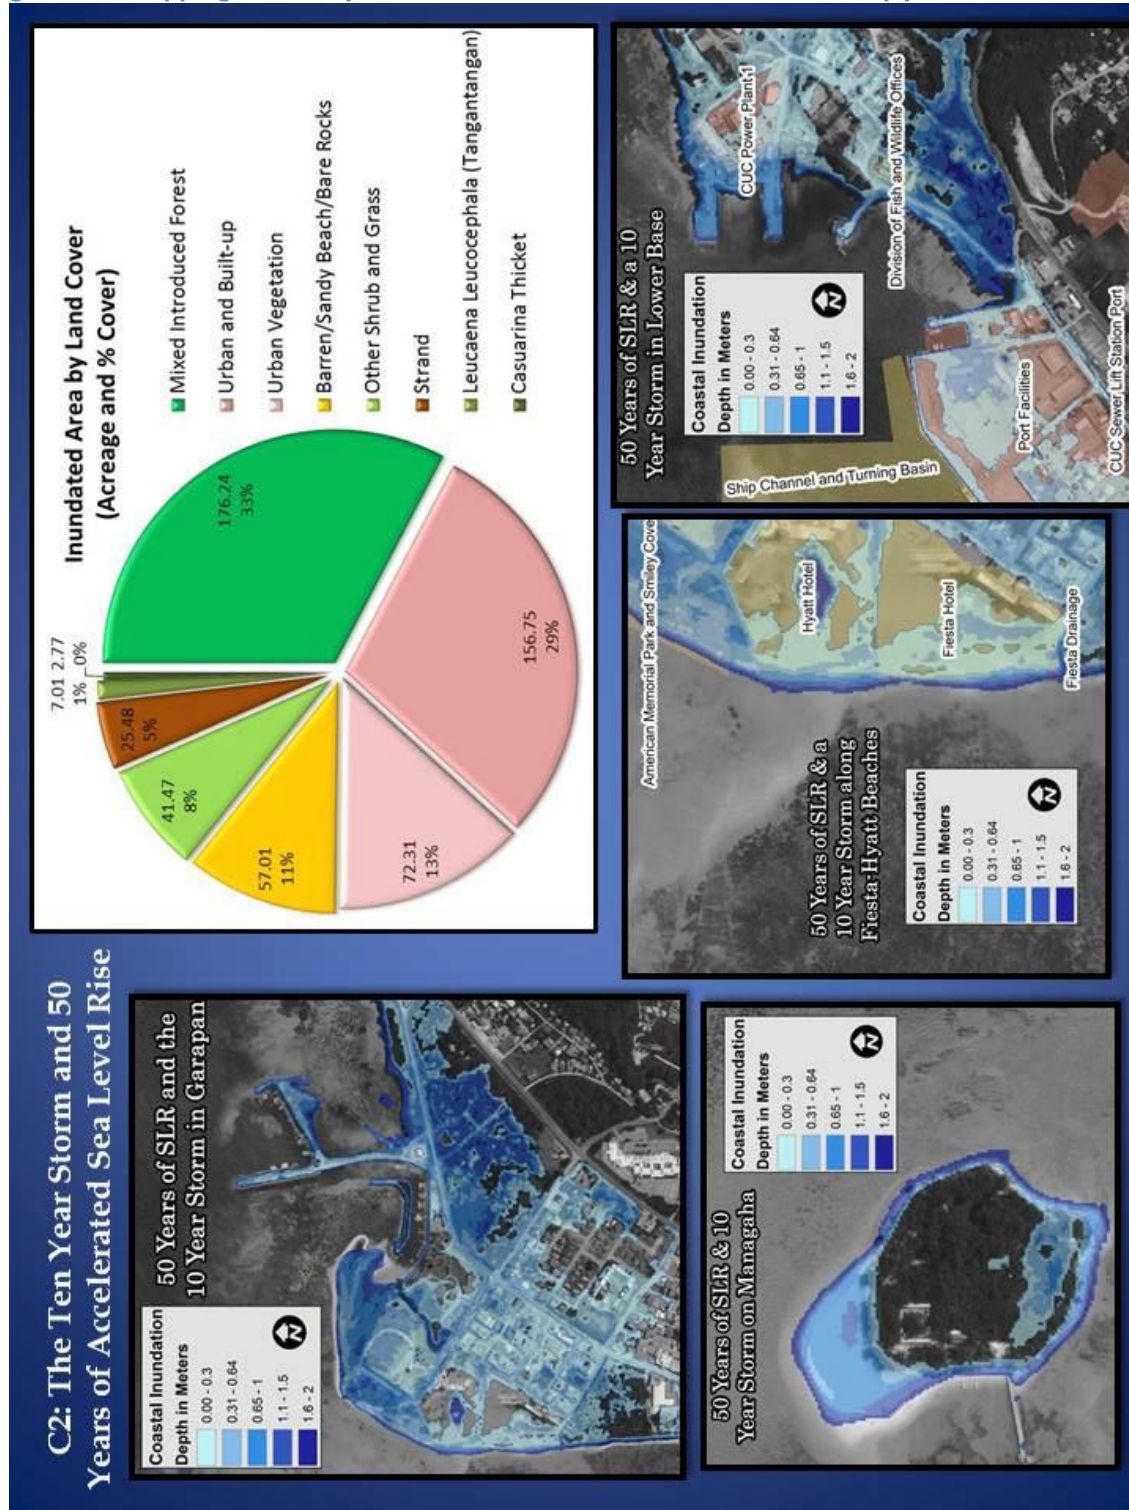 C2: The Ten Year Storm and 50
Years of Accelerated Sea Level Rise
Inundated Area by Land Cover
(Acreage and % Cover)
7.01
1%
2.77
0%
25.48
5%
41.47
8%
57.01
11%
72.31
13%
156.75
29%
176.24
33%
Mixed Introduced Forest
Urban and Built-up
Urban Vegetation
Barren/Sandy Beach/Bare Rocks
Other Shrub and Grass
Strand
Leucaena Leucocephala (Tangantangan)
Casuarina Thicket
Coastal Inundation
Depth in Meters
0.00 - 0.3
0.31 - 0.64
0.65 - 1
1.1 - 1.5
1.6 - 2
N
50 Years of SLR and the
10 Year Storm in Garapan
50 Years of SLR & 10
Year Storm on Managaha
Coastal Inundation
Depth in Meters
0.00 - 0.3
0.31 - 0.64
0.65 - 1
1.1 - 1.5
1.6 - 2
N
American Memorial Park and Smiley Cove
Hyatt Hotel
Fiesta Hotel
Fiesta Drainage
50 Years of SLR & a
10 Year Storm along
Fiesta-Hyatt Beaches
Coastal Inundation
Depth in Meters
0.00 - 0.3
0.31 - 0.64
0.65 - 1
1.1 - 1.5
1.6 - 2
N
50 Years of SLR & a 10
Year Storm in Lower Base
Coastal Inundation
Depth in Meters
0.00 - 0.3
0.31 - 0.64
0.65 - 1
1.1 - 1.5
1.6 - 2
N
CUC Power Plant 1
Division of Fish and Wildlife Offices
Ship Channel and Turning Basin
Port Facilities
CUC Sewer Lift Station Port